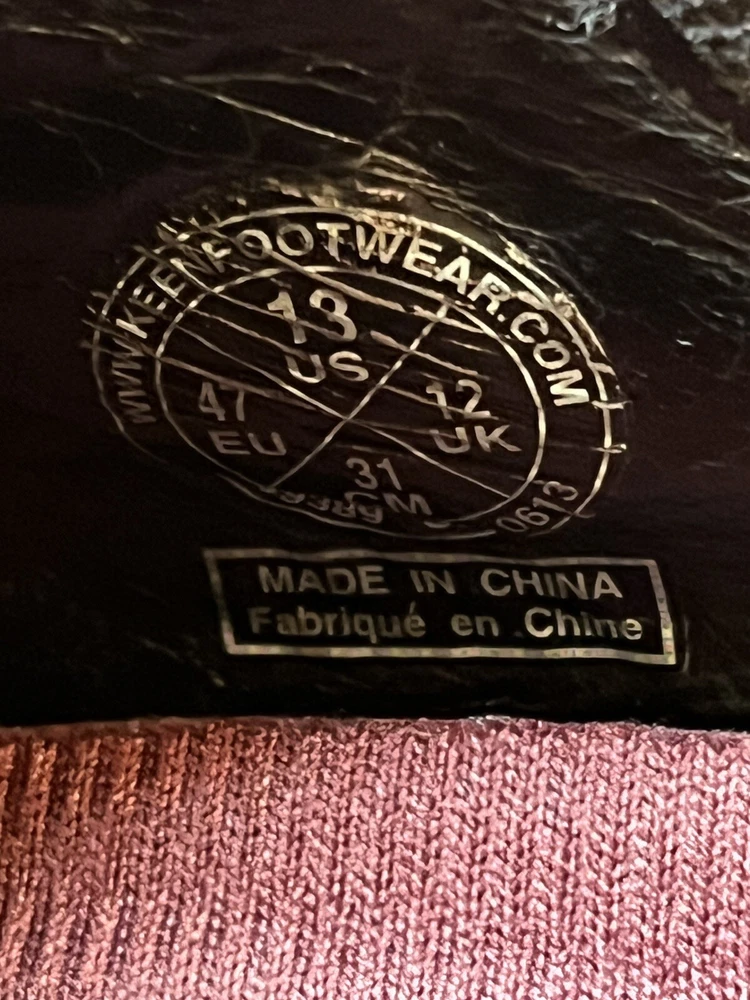 WWW.KEENFOOTWEAR.COM
13
US
47
EU
12
UK
31
CM
0613
MADE IN CHINA
Fabriqué en Chine